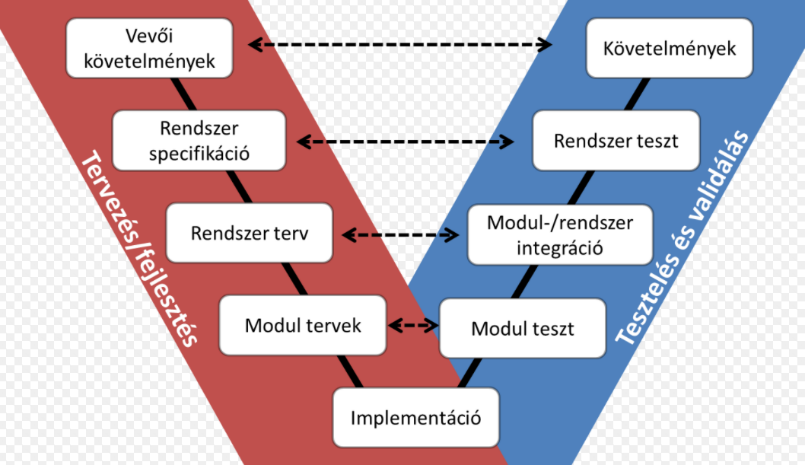 Vevői
követelmények
Követelmények
Rendszer
specifikáció
Rendszer teszt
Rendszer terv
Modul-/rendszer
integráció
Modul tervek
Modul teszt
Implementáció
Tervezés/fejlesztés
Tesztelés és validálás